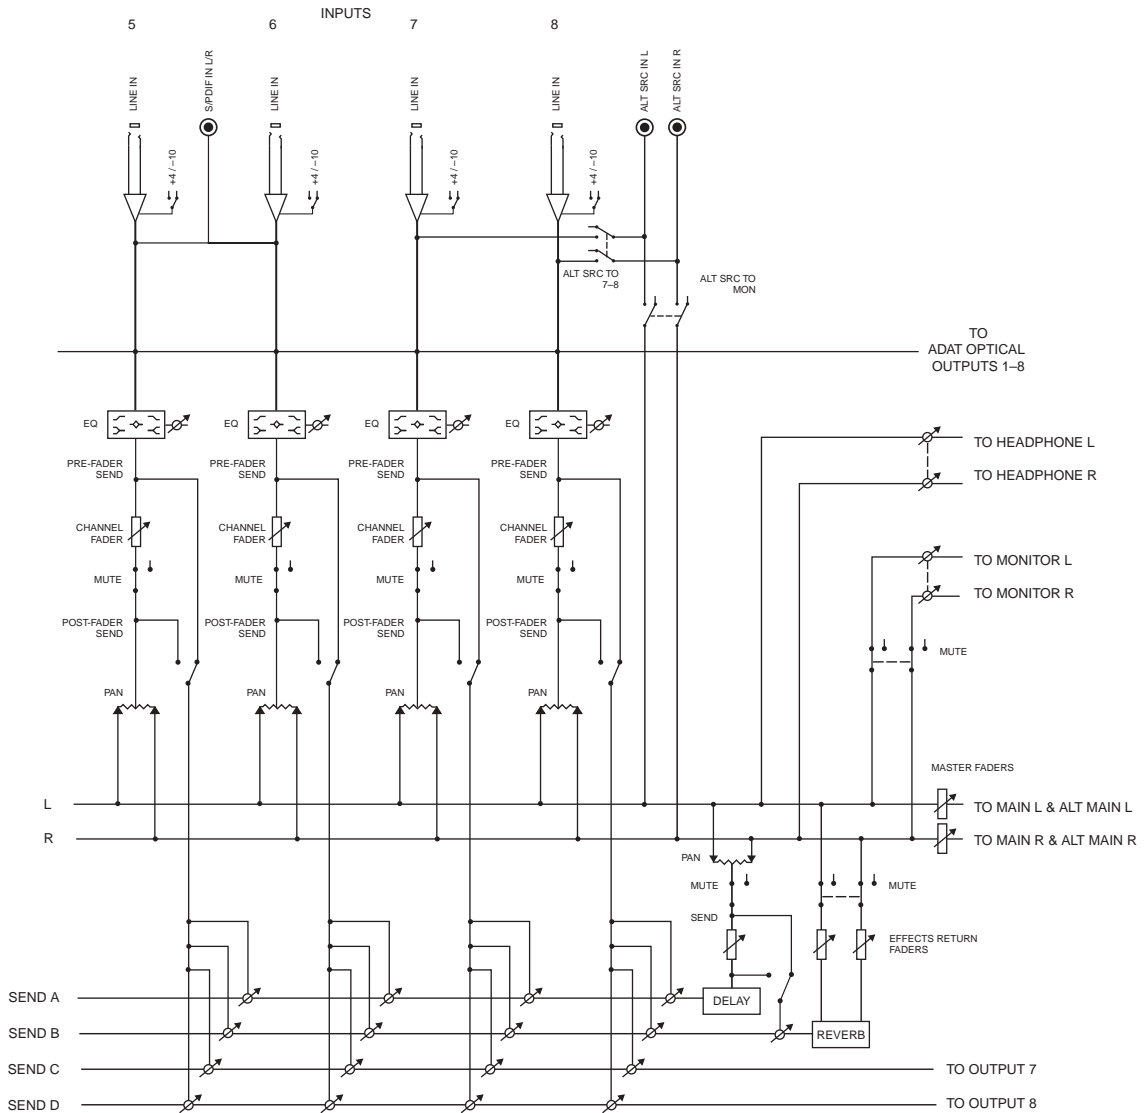 INPUTS
5
6
7
8
LINE IN
S/PDIF IN L/R
LINE IN
LINE IN
LINE IN
ALT SRC IN L
ALT SRC IN R
+4 / –10
+4 / –10
+4 / –10
+4 / –10
ALT SRC TO
7–8
ALT SRC TO
MON
TO
ADAT OPTICAL
OUTPUTS 1–8
EQ
EQ
EQ
EQ
TO HEADPHONE L
TO HEADPHONE R
PRE-FADER
SEND
PRE-FADER
SEND
PRE-FADER
SEND
PRE-FADER
SEND
CHANNEL
FADER
CHANNEL
FADER
CHANNEL
FADER
CHANNEL
FADER
TO MONITOR L
TO MONITOR R
MUTE
MUTE
MUTE
MUTE
POST-FADER
SEND
POST-FADER
SEND
POST-FADER
SEND
POST-FADER
SEND
MUTE
PAN
PAN
PAN
PAN
MASTER FADERS
L
TO MAIN L & ALT MAIN L
R
TO MAIN R & ALT MAIN R
PAN
MUTE
MUTE
SEND
EFFECTS RETURN
FADERS
SEND A
DELAY
SEND B
REVERB
SEND C
TO OUTPUT 7
SEND D
TO OUTPUT 8